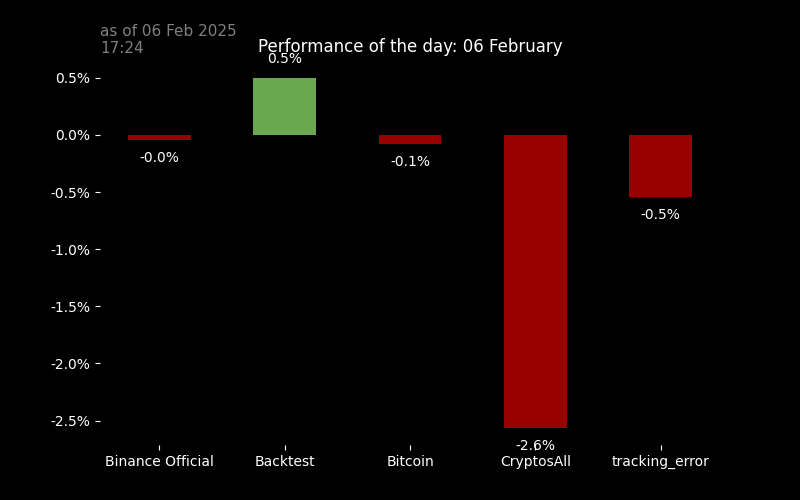 as of 06 Feb 2025
17:24
Performance of the day: 06 February
0.5%
0.5%
0.0%
-0.5%
-1.0%
-1.5%
-2.0%
-2.5%
-0.0%
-0.1%
-0.5%
-2.6%
Binance Official
Backtest
Bitcoin
CryptosAll
tracking_error